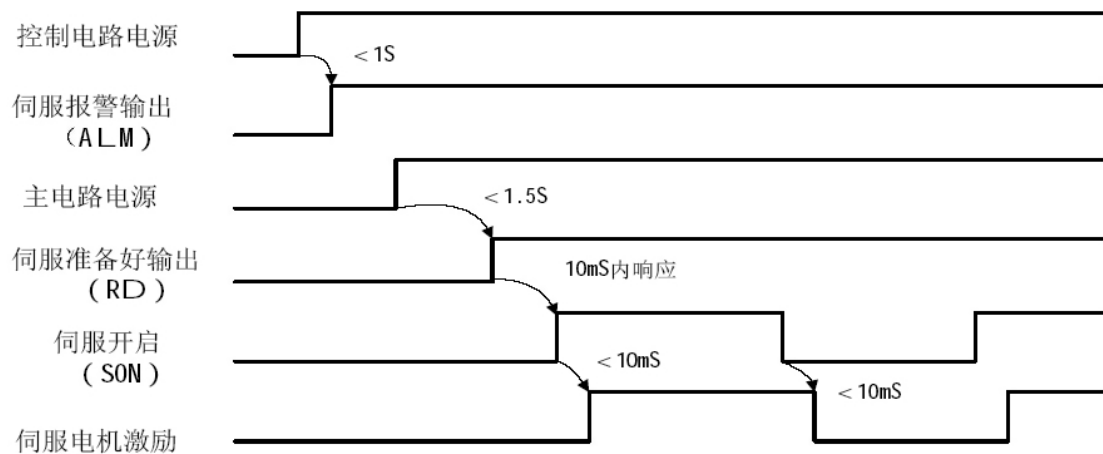 控制电路电源
<1S
伺服报警输出
(ALM)
主电路电源
<1.5S
伺服准备好输出
(RD)
10mS内响应
伺服开启
(SON)
<10mS
<10mS
伺服电机激励